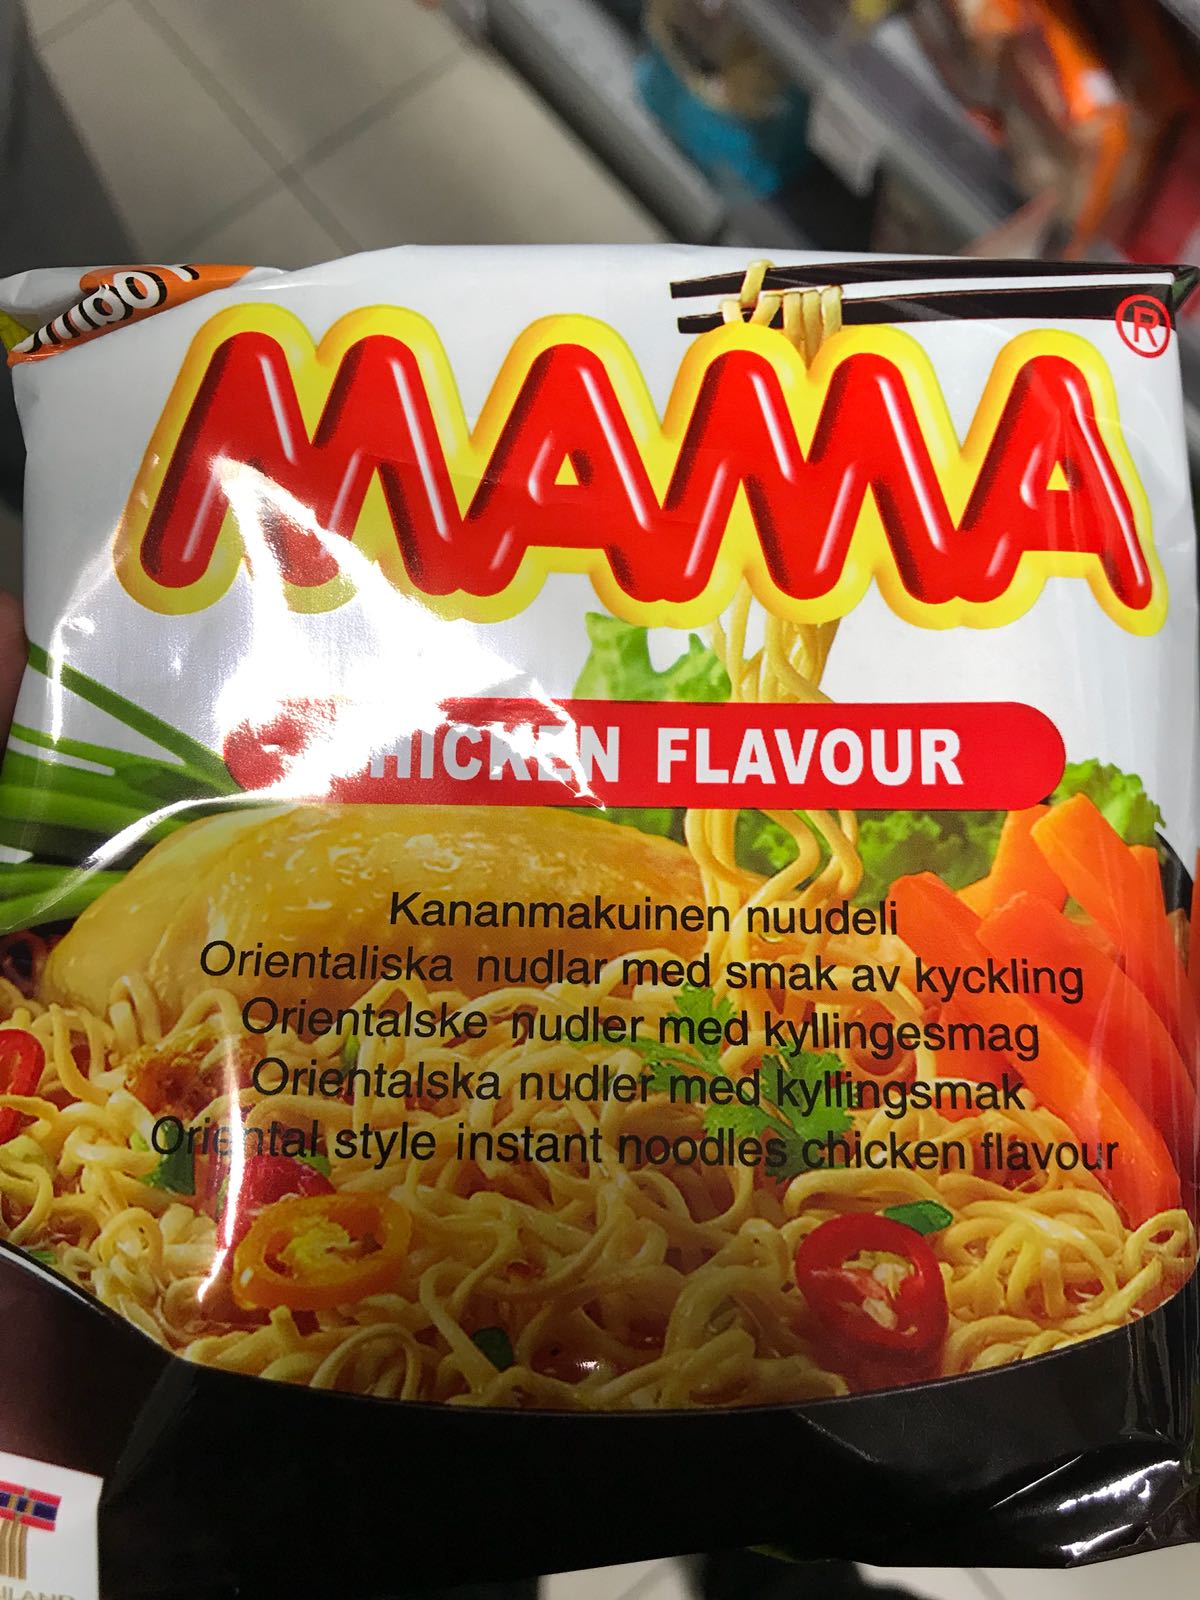 MAMA
®
CHICKEN FLAVOUR
Kananmakuinen nuudeli
Orientaliska nudlar med smak av kyckling
Orientalske nudler med kyllingesmag
Orientalska nudler med kyllingsmak
Oriental style instant noodles chicken flavour